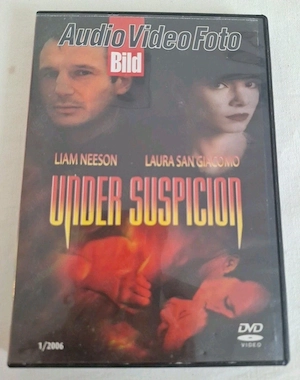 Audio Video Foto
Bild
LIAM NEESON LAURA SAN GIACOMO
UNDER SUSPICION
1/2006
DVD
VIDEO